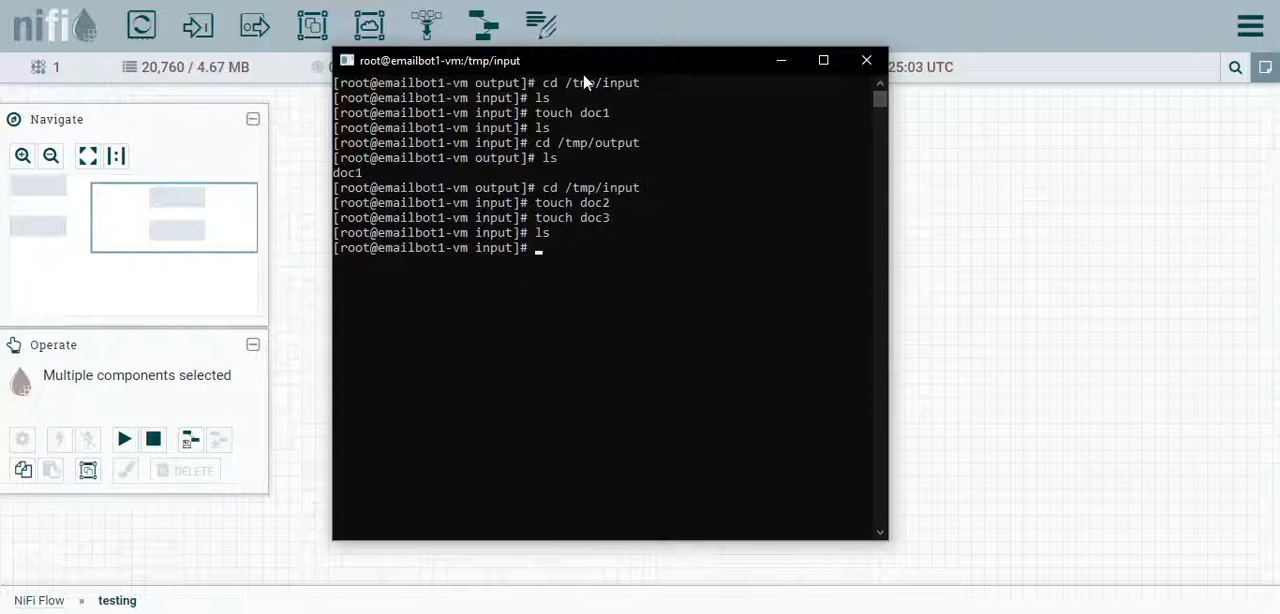 nifi
1
20,760 / 4.67 MB
0
25:03 UTC
root@emailbot1-vm:/tmp/input
[root@emailbot1-vm output]# cd /tmp/input
[root@emailbot1-vm input]# ls
[root@emailbot1-vm input]# touch doc1
[root@emailbot1-vm input]# ls
[root@emailbot1-vm input]# cd /tmp/output
[root@emailbot1-vm output]# ls
doc1
[root@emailbot1-vm output]# cd /tmp/input
[root@emailbot1-vm input]# touch doc2
[root@emailbot1-vm input]# touch doc3
[root@emailbot1-vm input]# ls
[root@emailbot1-vm input]#
Navigate
Operate
Multiple components selected
DELETE
NiFi Flow » testing